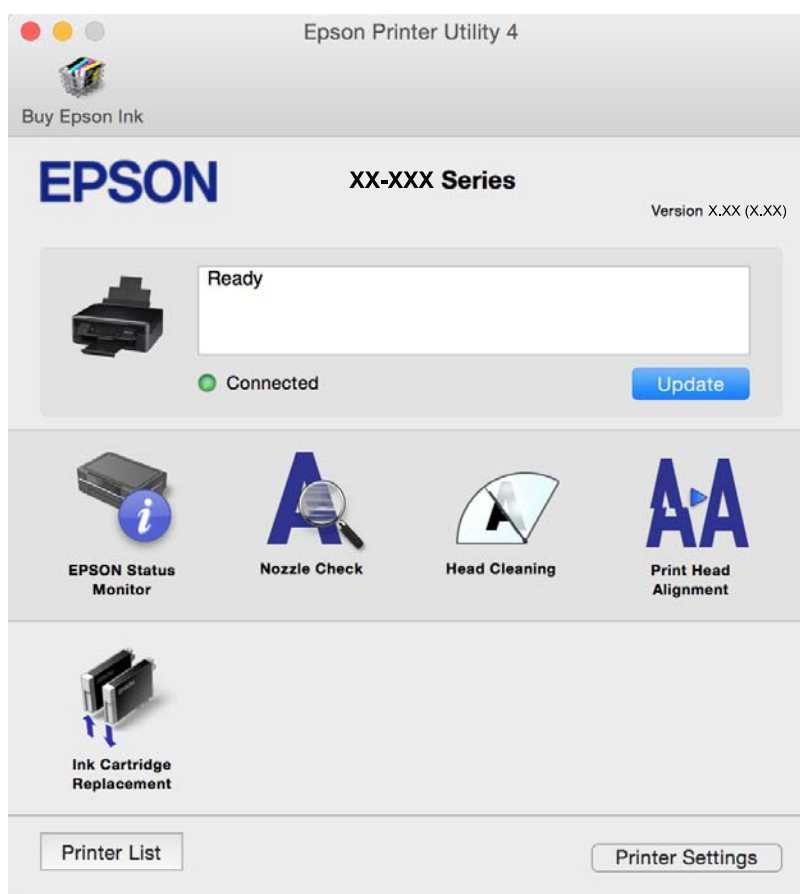 Epson Printer Utility 4
Buy Epson Ink
EPSON
XX-XXX Series
Version X.XX (X.XX)
Ready
Connected
Update
EPSON Status
Monitor
Nozzle Check
Head Cleaning
Print Head
Alignment
Ink Cartridge
Replacement
Printer List
Printer Settings